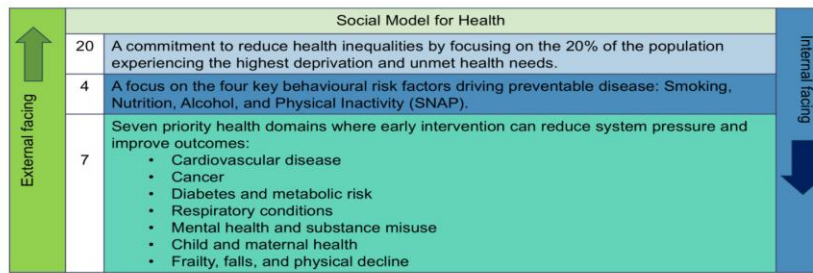 Social Model for Health
External facing
Internal facing
20 A commitment to reduce health inequalities by focusing on the 20% of the population
experiencing the highest deprivation and unmet health needs.
4 A focus on the four key behavioural risk factors driving preventable disease: Smoking,
Nutrition, Alcohol, and Physical Inactivity (SNAP).
7 Seven priority health domains where early intervention can reduce system pressure and
improve outcomes:
• Cardiovascular disease
• Cancer
• Diabetes and metabolic risk
• Respiratory conditions
• Mental health and substance misuse
• Child and maternal health
• Frailty, falls, and physical decline